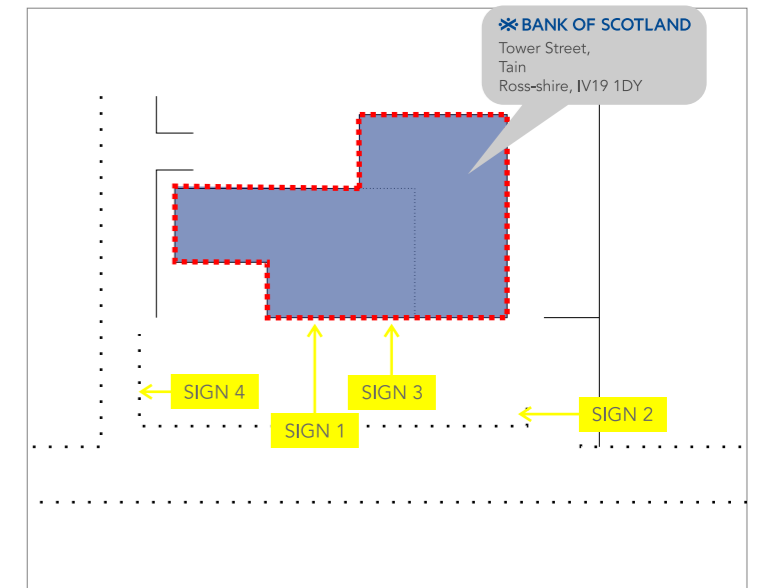 BANK OF SCOTLAND
Tower Street,
Tain
Ross-shire, IV19 1DY
SIGN 4
SIGN 3
SIGN 1
SIGN 2